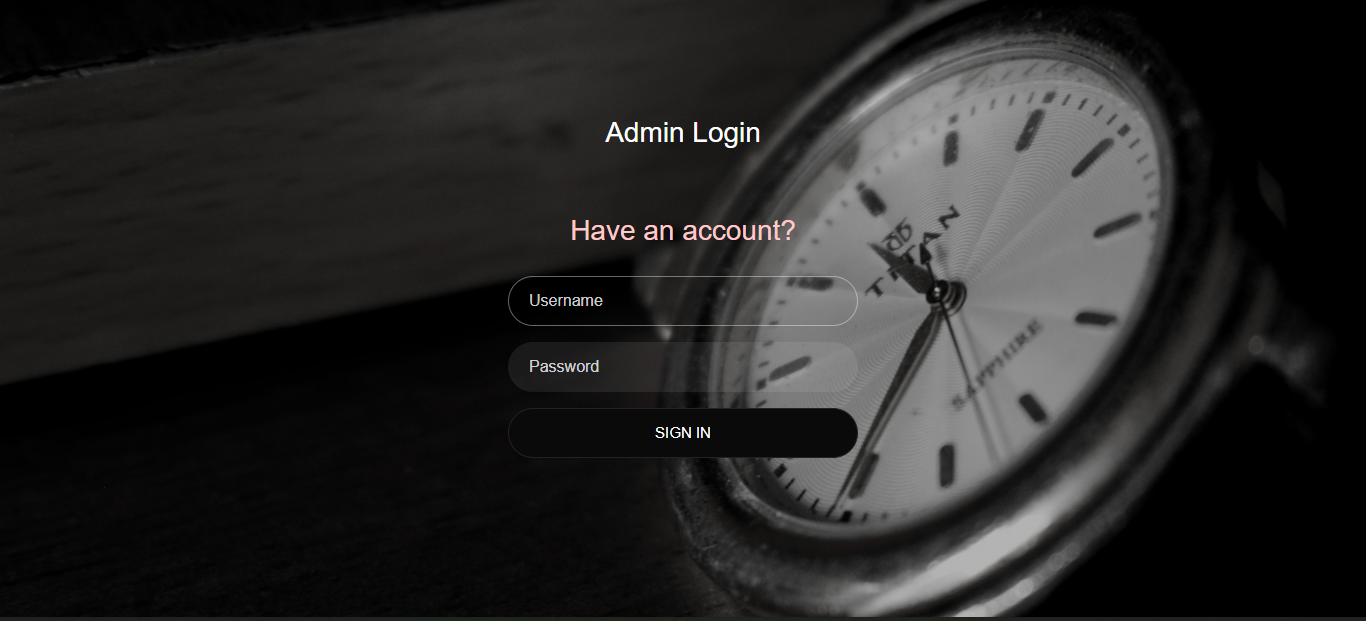 Admin Login
Have an account?
Username
Password
SIGN IN
TITAN
SAPPHIRE